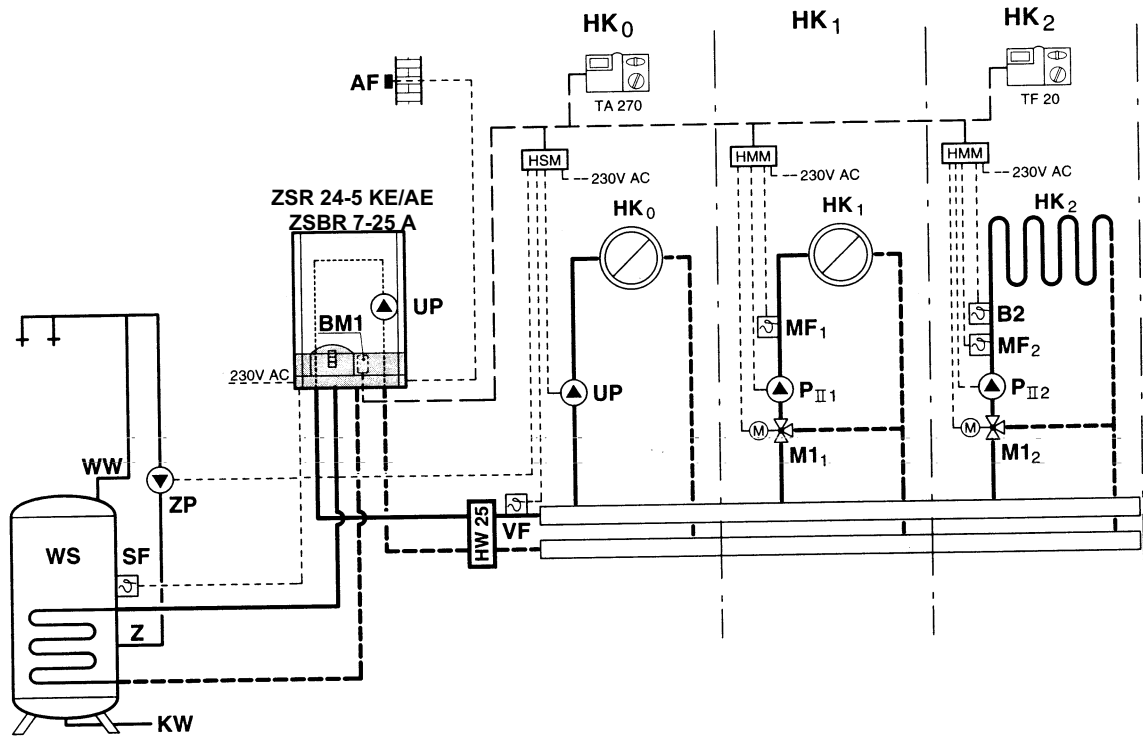 HK0
HK1
HK2
AF
TA 270
TF 20
HSM
HMM
HMM
230V AC
230V AC
230V AC
ZSR 24-5 KE/AE
ZSBR 7-25 A
HK0
HK1
HK2
UP
BM1
MF1
B2
MF2
230V AC
UP
PII1
PII2
M
M
M11
M12
WW
ZP
VF
HW 25
WS
SF
Z
KW